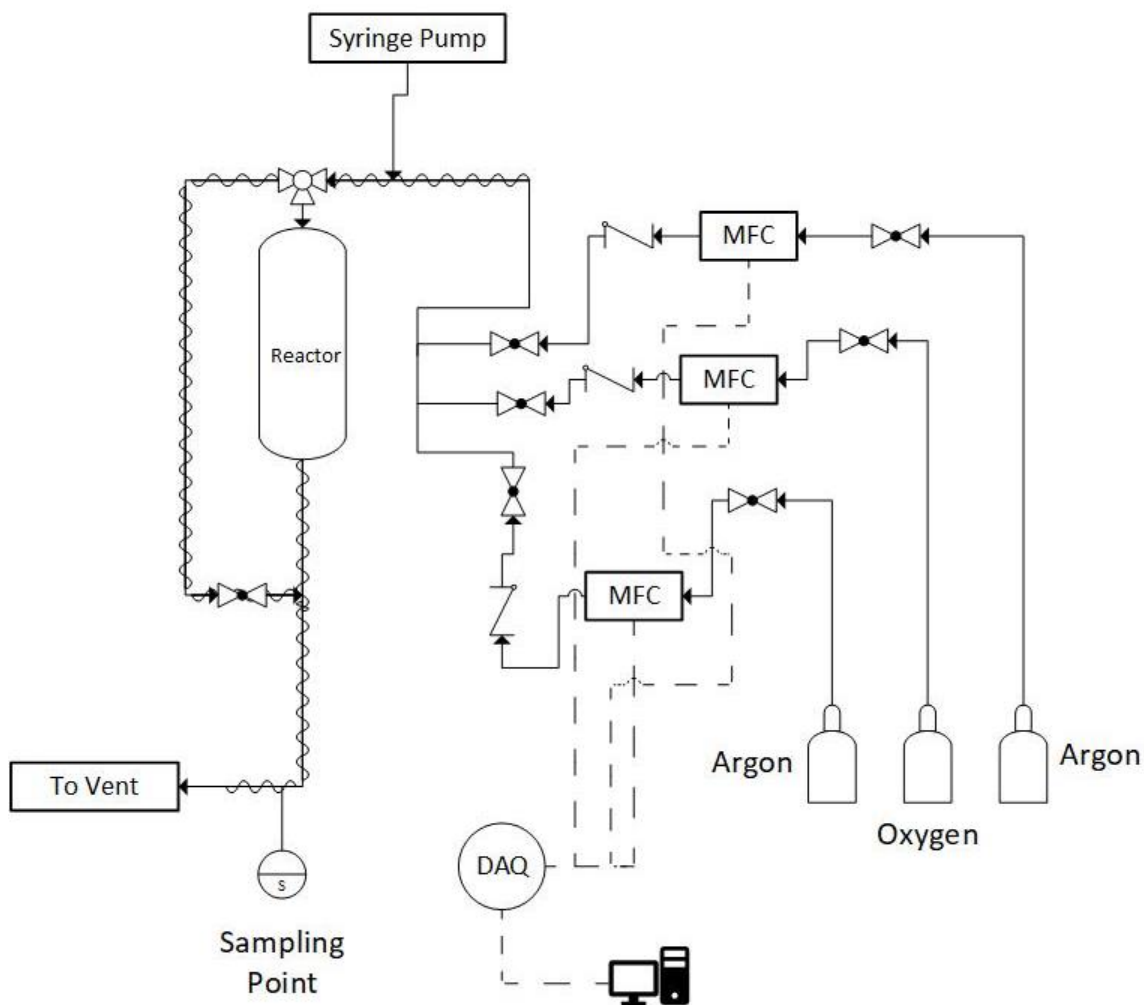 Syringe Pump
MFC
Reactor
MFC
MFC
Argon
Argon
To Vent
Oxygen
DAQ
S
Sampling
Point